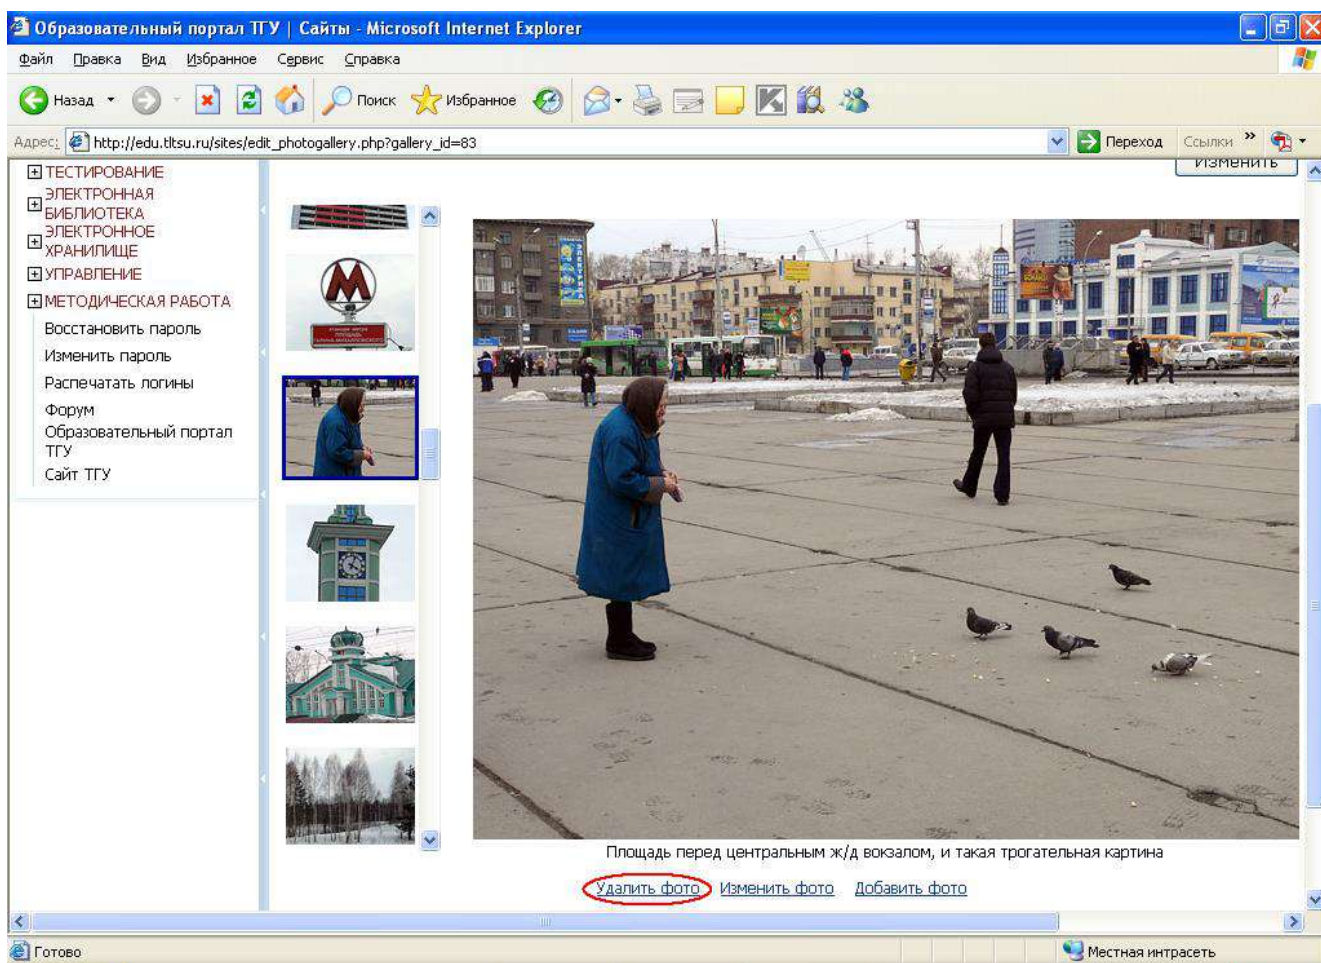 Образовательный портал ТГУ | Сайты - Microsoft Internet Explorer
Файл Правка Вид Избранное Сервис Справка
Назад Поиск Избранное
Адрес: http://edu.tltsu.ru/sites/edit_photogallery.php?gallery_id=83 Переход Ссылки »
Изменить
ТЕСТИРОВАНИЕ
ЭЛЕКТРОННАЯ
БИБЛИОТЕКА
ЭЛЕКТРОННОЕ
ХРАНИЛИЩЕ
УПРАВЛЕНИЕ
МЕТОДИЧЕСКАЯ РАБОТА
Восстановить пароль
Изменить пароль
Распечатать логины
Форум
Образовательный портал
ТГУ
Сайт ТГУ
М
Площадь перед центральным ж/д вокзалом, и такая трогательная картина
Удалить фото Изменить фото Добавить фото
Готово
Местная интрасеть